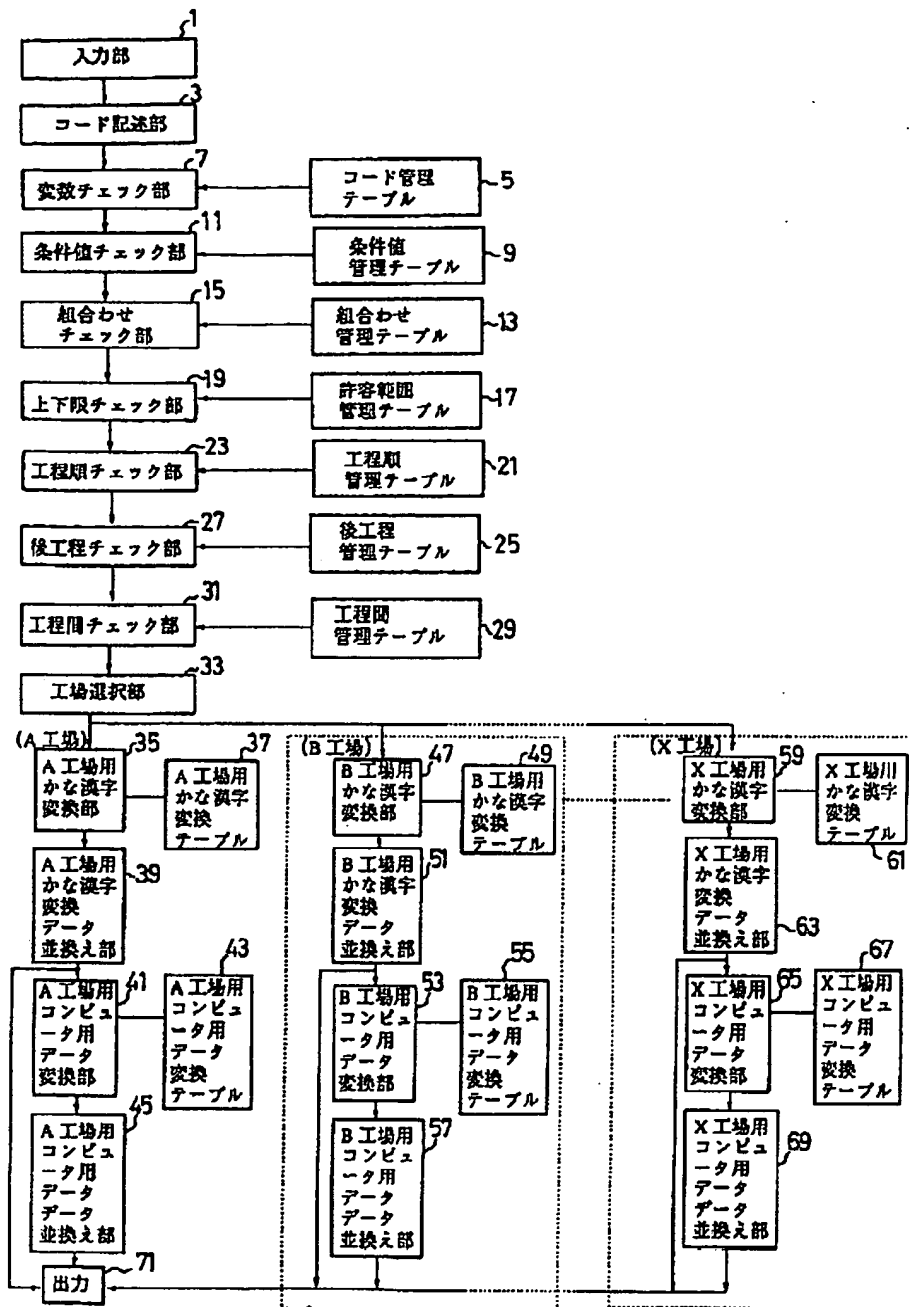 1
入力部
3
コード記述部
7
変数チェック部
コード管理
テーブル
5
11
条件値チェック部
条件値
管理テーブル
9
15
組合わせ
チェック部
組合わせ
管理テーブル
13
19
上下限チェック部
許容範囲
管理テーブル
17
23
工程順チェック部
工程順
管理テーブル
21
27
後工程チェック部
後工程
管理テーブル
25
31
工程間チェック部
工程間
管理テーブル
29
33
工場選択部
(A工場)
35
A工場用
かな漢字
変換部
37
A工場用
かな漢字
変換
テーブル
39
A工場用
かな漢字
変換
データ
並換え部
41
A工場用
コンピュ
ータ用
データ
変換部
43
A工場用
コンピュ
ータ用
データ
変換
テーブル
45
A工場用
コンピュ
ータ用
データ
データ
並換え部
71
出力
(B工場)
47
B工場用
かな漢字
変換部
49
B工場用
かな漢字
変換
テーブル
51
B工場用
かな漢字
変換
データ
並換え部
53
B工場用
コンピュ
ータ用
データ
変換部
55
B工場用
コンピュ
ータ用
データ
変換
テーブル
57
B工場用
コンピュ
ータ用
データ
データ
並換え部
(X工場)
59
X工場用
かな漢字
変換部
X工場川
かな漢字
変換
テーブル
61
X工場用
かな漢字
変換
データ
並換え部
63
65
X工場用
コンピュ
ータ用
データ
変換部
67
X工場用
コンピュ
ータ用
データ
変換
テーブル
X工場用
コンピュ
ータ用
データ
データ
並換え部
69